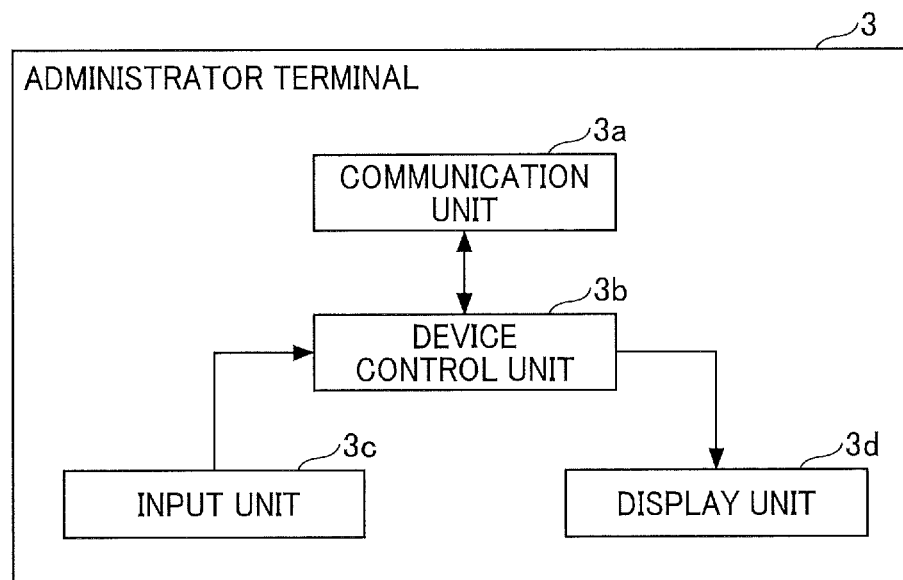 3
ADMINISTRATOR TERMINAL
3a
COMMUNICATION
UNIT
3b
DEVICE
CONTROL UNIT
3c
INPUT UNIT
3d
DISPLAY UNIT